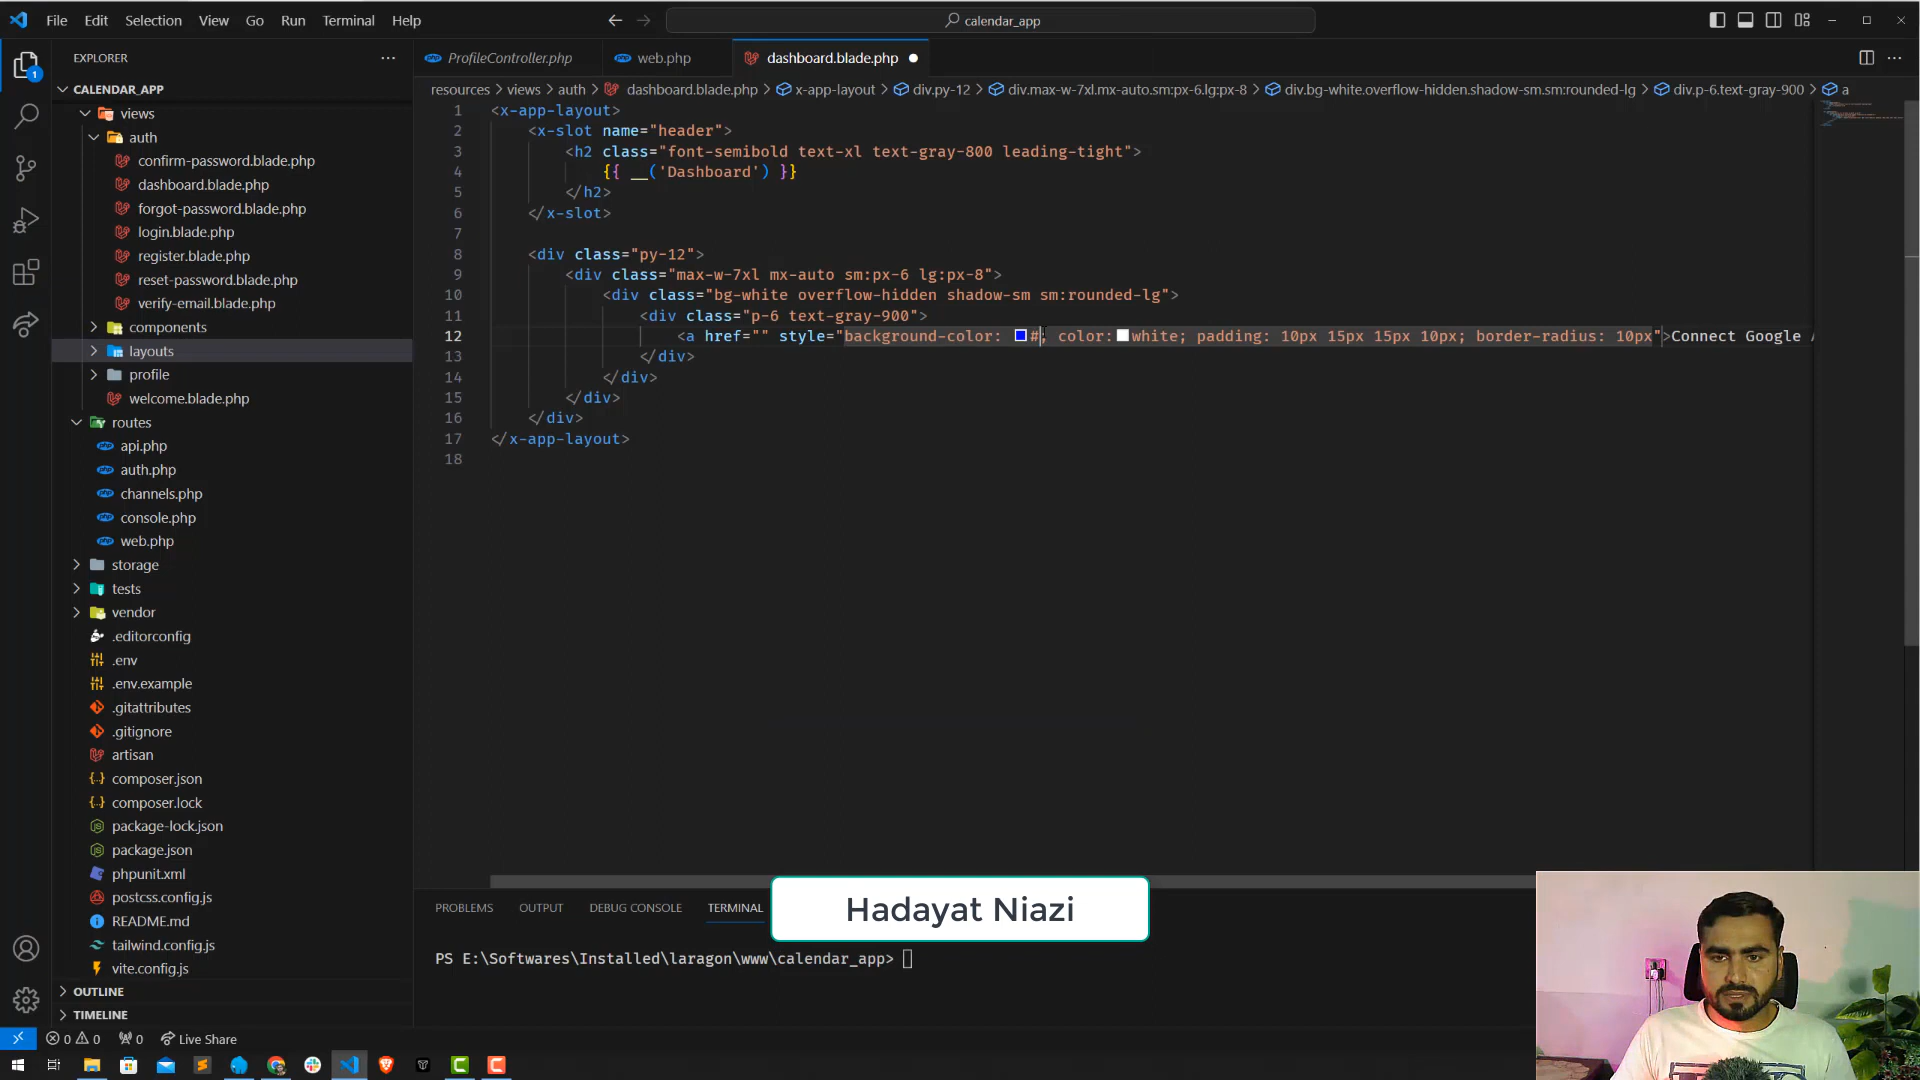 File Edit Selection View Go Run Terminal Help
calendar_app
EXPLORER
CALENDAR_APP
views
auth
confirm-password.blade.php
dashboard.blade.php
forgot-password.blade.php
login.blade.php
register.blade.php
reset-password.blade.php
verify-email.blade.php
components
layouts
profile
welcome.blade.php
routes
api.php
auth.php
channels.php
console.php
web.php
storage
tests
vendor
.editorconfig
.env
.env.example
.gitattributes
.gitignore
artisan
composer.json
composer.lock
package-lock.json
package.json
phpunit.xml
postcss.config.js
README.md
tailwind.config.js
vite.config.js
OUTLINE
TIMELINE
1
ProfileController.php web.php dashboard.blade.php
resources > views > auth > dashboard.blade.php > x-app-layout > div.py-12 > div.max-w-7xl.mx-auto.sm:px-6.lg:px-8 > div.bg-white.overflow-hidden.shadow-sm.sm:rounded-lg > div.p-6.text-gray-900 > a
1 <x-app-layout>
2 <x-slot name="header">
3 <h2 class="font-semibold text-xl text-gray-800 leading-tight">
4 {{ __('Dashboard') }}
5 </h2>
6 </x-slot>
7
8 <div class="py-12">
9 <div class="max-w-7xl mx-auto sm:px-6 lg:px-8">
10 <div class="bg-white overflow-hidden shadow-sm sm:rounded-lg">
11 <div class="p-6 text-gray-900">
12 <a href="" style="background-color: #; color:white; padding: 10px 15px 15px 10px; border-radius: 10px">Connect Google
13 </div>
14 </div>
15 </div>
16 </div>
17 </x-app-layout>
18
PROBLEMS OUTPUT DEBUG CONSOLE TERMINAL
PS E:\Softwares\Installed\laragon\www\calendar_app>
Hadayat Niazi
0 0 0 Live Share